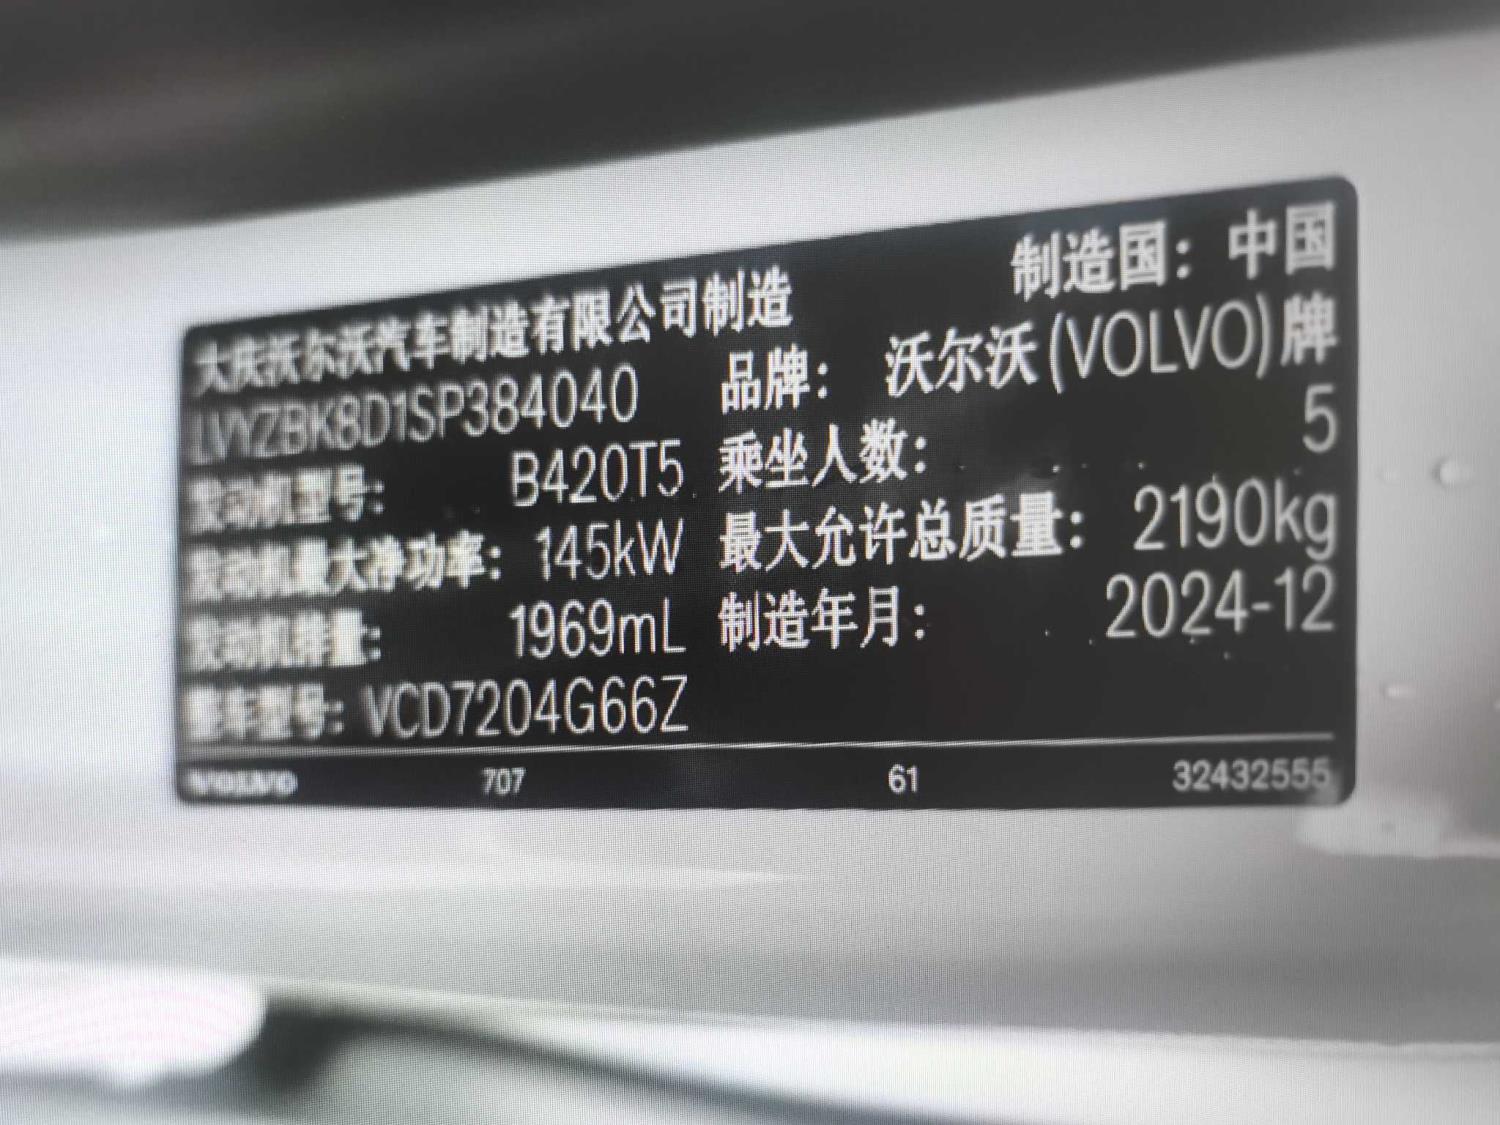 大庆沃尔沃汽车制造有限公司制造 制造国：中国
LVYZBK8D1SP384040 品牌：沃尔沃(VOLVO)牌
发动机型号：B420T5 乘坐人数：5
发动机最大净功率：145kW 最大允许总质量：2190kg
发动机排量：1969mL 制造年月：2024-12
整车型号：VCD7204G66Z
VOLVO 707 61 32432555